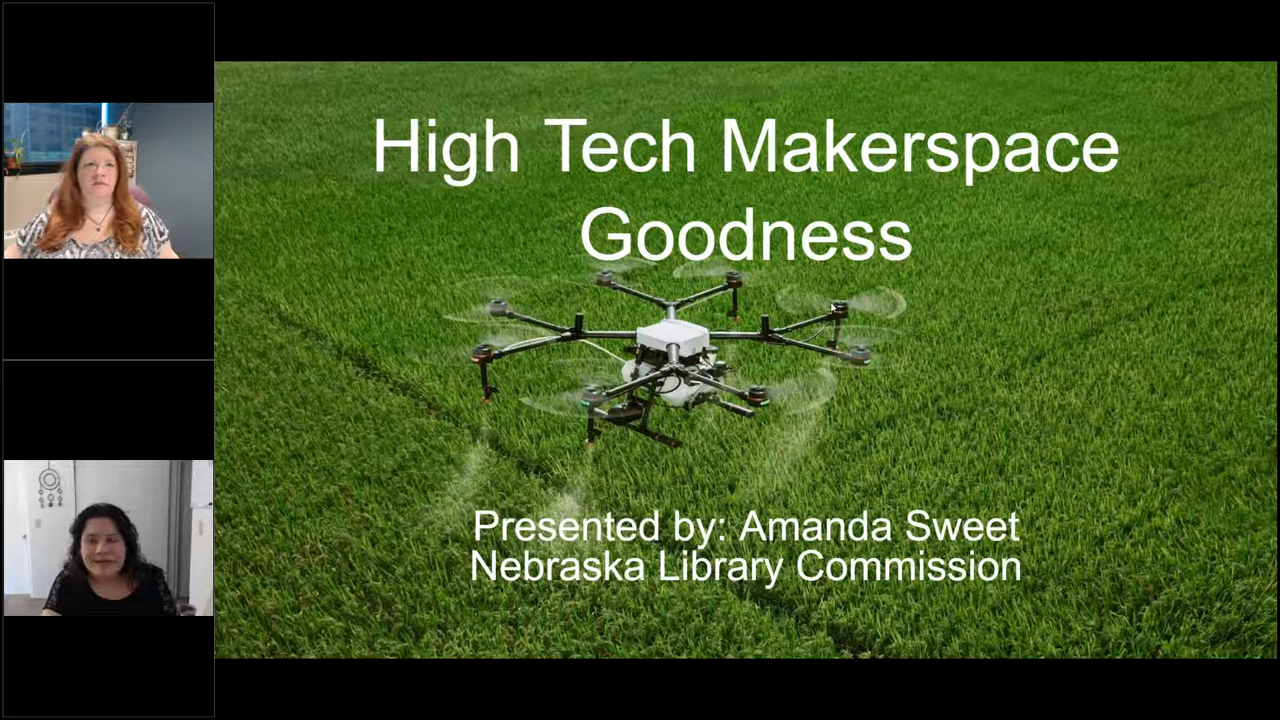 High Tech Makerspace
Goodness
Presented by: Amanda Sweet
Nebraska Library Commission